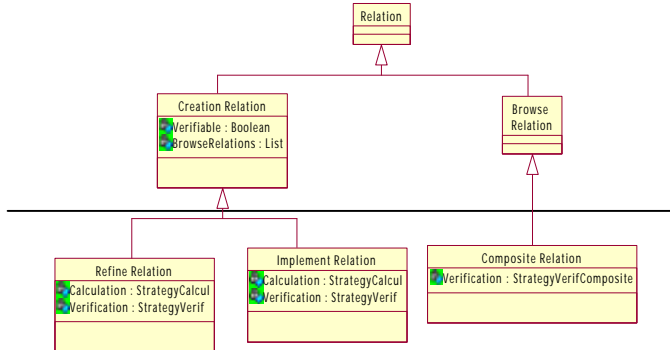 Relation
Creation Relation
Verifiable : Boolean
BrowseRelations : List
Browse
Relation
Refine Relation
Calculation : StrategyCalcul
Verification : StrategyVerif
Implement Relation
Calculation : StrategyCalcul
Verification : StrategyVerif
Composite Relation
Verification : StrategyVerifComposite